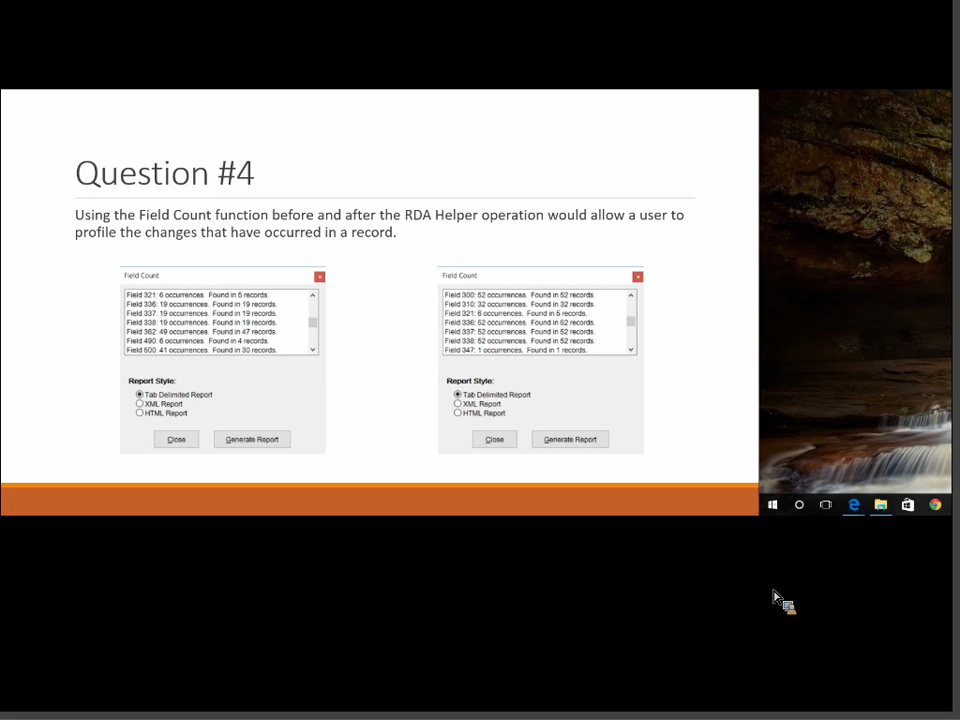 Question #4
Using the Field Count function before and after the RDA Helper operation would allow a user to
profile the changes that have occurred in a record.
Field Count
Field 321: 6 occurrences. Found in 5 records.
Field 336: 19 occurrences. Found in 19 records.
Field 337: 19 occurrences. Found in 19 records.
Field 338: 19 occurrences. Found in 19 records.
Field 362: 49 occurrences. Found in 47 records.
Field 490: 6 occurrences. Found in 4 records.
Field 500: 41 occurrences. Found in 30 records.
Report Style:
Tab Delimited Report
XML Report
HTML Report
Close
Generate Report
Field Count
Field 300: 52 occurrences. Found in 52 records.
Field 310: 32 occurrences. Found in 32 records.
Field 321: 6 occurrences. Found in 5 records.
Field 336: 52 occurrences. Found in 52 records.
Field 337: 52 occurrences. Found in 52 records.
Field 338: 52 occurrences. Found in 52 records.
Field 347: 1 occurrences. Found in 1 records.
Report Style:
Tab Delimited Report
XML Report
HTML Report
Close
Generate Report